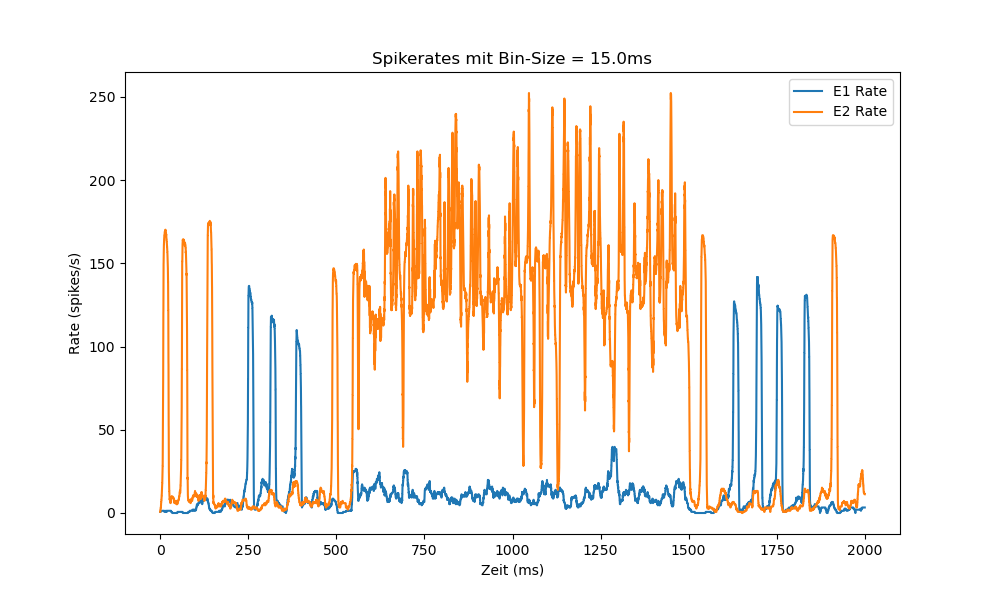 Spikerates mit Bin-Size = 15.0ms
E1 Rate
E2 Rate
Rate (spikes/s)
250
200
150
100
50
0
0 250 500 750 1000 1250 1500 1750 2000
Zeit (ms)